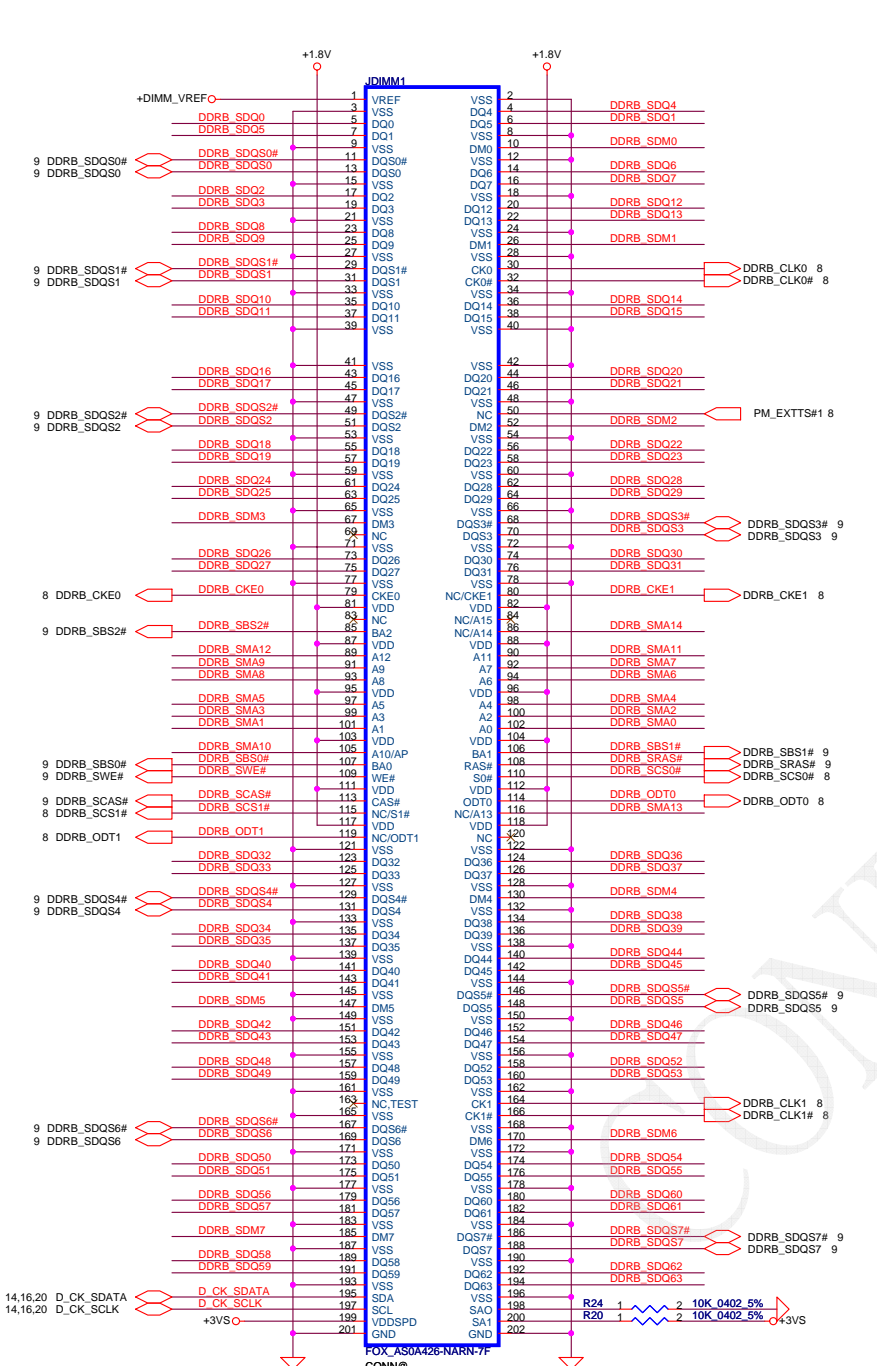 +1.8V +1.8V
JDIMM1
+DIMM_VREF 1 VREF VSS 2
3 VSS DQ4 4 DDRB_SDQ4
DDRB_SDQ0 5 DQ0 DQ5 6 DDRB_SDQ1
DDRB_SDQ5 7 DQ1 VSS 8
9 VSS DM0 10 DDRB_SDM0
9 DDRB_SDQS0# DDRB_SDQS0# 11 DQS0# VSS 12
9 DDRB_SDQS0 DDRB_SDQS0 13 DQS0 DQ6 14 DDRB_SDQ6
15 VSS DQ7 16 DDRB_SDQ7
DDRB_SDQ2 17 DQ2 VSS 18
DDRB_SDQ3 19 DQ3 DQ12 20 DDRB_SDQ12
21 VSS DQ13 22 DDRB_SDQ13
DDRB_SDQ8 23 DQ8 VSS 24
DDRB_SDQ9 25 DQ9 DM1 26 DDRB_SDM1
27 VSS VSS 28
9 DDRB_SDQS1# DDRB_SDQS1# 29 DQS1# CK0 30 DDRB_CLK0 8
9 DDRB_SDQS1 DDRB_SDQS1 31 DQS1 CK0# 32 DDRB_CLK0# 8
33 VSS VSS 34
DDRB_SDQ10 35 DQ10 DQ14 36 DDRB_SDQ14
DDRB_SDQ11 37 DQ11 DQ15 38 DDRB_SDQ15
39 VSS VSS 40
41 VSS VSS 42
DDRB_SDQ16 43 DQ16 DQ20 44 DDRB_SDQ20
DDRB_SDQ17 45 DQ17 DQ21 46 DDRB_SDQ21
47 VSS VSS 48
9 DDRB_SDQS2# DDRB_SDQS2# 49 DQS2# NC 50 PM_EXTTS#1 8
9 DDRB_SDQS2 DDRB_SDQS2 51 DQS2 DM2 52 DDRB_SDM2
53 VSS VSS 54
DDRB_SDQ18 55 DQ18 DQ22 56 DDRB_SDQ22
DDRB_SDQ19 57 DQ19 DQ23 58 DDRB_SDQ23
59 VSS VSS 60
DDRB_SDQ24 61 DQ24 DQ28 62 DDRB_SDQ28
DDRB_SDQ25 63 DQ25 DQ29 64 DDRB_SDQ29
65 VSS VSS 66
DDRB_SDM3 67 DM3 DQS3# 68 DDRB_SDQS3# DDRB_SDQS3# 9
69 NC DQS3 70 DDRB_SDQS3 DDRB_SDQS3 9
71 VSS VSS 72
DDRB_SDQ26 73 DQ26 DQ30 74 DDRB_SDQ30
DDRB_SDQ27 75 DQ27 DQ31 76 DDRB_SDQ31
77 VSS VSS 78
8 DDRB_CKE0 DDRB_CKE0 79 CKE0 NC/CKE1 80 DDRB_CKE1 DDRB_CKE1 8
81 VDD VDD 82
83 NC NC/A15 84
9 DDRB_SBS2# DDRB_SBS2# 85 BA2 NC/A14 86 DDRB_SMA14
87 VDD VDD 88
DDRB_SMA12 89 A12 A11 90 DDRB_SMA11
DDRB_SMA9 91 A9 A7 92 DDRB_SMA7
DDRB_SMA8 93 A8 A6 94 DDRB_SMA6
95 VDD VDD 96
DDRB_SMA5 97 A5 A4 98 DDRB_SMA4
DDRB_SMA3 99 A3 A2 100 DDRB_SMA2
DDRB_SMA1 101 A1 A0 102 DDRB_SMA0
103 VDD VDD 104
DDRB_SMA10 105 A10/AP BA1 106 DDRB_SBS1# DDRB_SBS1# 9
9 DDRB_SBS0# DDRB_SBS0# 107 BA0 RAS# 108 DDRB_SRAS# DDRB_SRAS# 9
9 DDRB_SWE# DDRB_SWE# 109 WE# S0# 110 DDRB_SCS0# DDRB_SCS0# 8
111 VDD VDD 112
9 DDRB_SCAS# DDRB_SCAS# 113 CAS# ODT0 114 DDRB_ODT0 DDRB_ODT0 8
8 DDRB_SCS1# DDRB_SCS1# 115 NC/S1# NC/A13 116 DDRB_SMA13
117 VDD VDD 118
8 DDRB_ODT1 DDRB_ODT1 119 NC/ODT1 NC 120
121 VSS VSS 122
DDRB_SDQ32 123 DQ32 DQ36 124 DDRB_SDQ36
DDRB_SDQ33 125 DQ33 DQ37 126 DDRB_SDQ37
127 VSS VSS 128
9 DDRB_SDQS4# DDRB_SDQS4# 129 DQS4# DM4 130 DDRB_SDM4
9 DDRB_SDQS4 DDRB_SDQS4 131 DQS4 VSS 132
133 VSS DQ38 134 DDRB_SDQ38
DDRB_SDQ34 135 DQ34 DQ39 136 DDRB_SDQ39
DDRB_SDQ35 137 DQ35 VSS 138
139 VSS DQ44 140 DDRB_SDQ44
DDRB_SDQ40 141 DQ40 DQ45 142 DDRB_SDQ45
DDRB_SDQ41 143 DQ41 VSS 144
145 VSS DQS5# 146 DDRB_SDQS5# DDRB_SDQS5# 9
DDRB_SDM5 147 DM5 DQS5 148 DDRB_SDQS5 DDRB_SDQS5 9
149 VSS VSS 150
DDRB_SDQ42 151 DQ42 DQ46 152 DDRB_SDQ46
DDRB_SDQ43 153 DQ43 DQ47 154 DDRB_SDQ47
155 VSS VSS 156
DDRB_SDQ48 157 DQ48 DQ52 158 DDRB_SDQ52
DDRB_SDQ49 159 DQ49 DQ53 160 DDRB_SDQ53
161 VSS VSS 162
163 NC,TEST CK1 164 DDRB_CLK1 8
165 VSS CK1# 166 DDRB_CLK1# 8
9 DDRB_SDQS6# DDRB_SDQS6# 167 DQS6# VSS 168
9 DDRB_SDQS6 DDRB_SDQS6 169 DQS6 DM6 170 DDRB_SDM6
171 VSS VSS 172
DDRB_SDQ50 173 DQ50 DQ54 174 DDRB_SDQ54
DDRB_SDQ51 175 DQ51 DQ55 176 DDRB_SDQ55
177 VSS VSS 178
DDRB_SDQ56 179 DQ56 DQ60 180 DDRB_SDQ60
DDRB_SDQ57 181 DQ57 DQ61 182 DDRB_SDQ61
183 VSS VSS 184
DDRB_SDM7 185 DM7 DQS7# 186 DDRB_SDQS7# DDRB_SDQS7# 9
187 VSS DQS7 188 DDRB_SDQS7 DDRB_SDQS7 9
DDRB_SDQ58 189 DQ58 VSS 190
DDRB_SDQ59 191 DQ59 DQ62 192 DDRB_SDQ62
193 VSS DQ63 194 DDRB_SDQ63
14,16,20 D_CK_SDATA D_CK_SDATA 195 SDA VSS 196
14,16,20 D_CK_SCLK D_CK_SCLK 197 SCL SAO 198 R24 1 2 10K_0402_5%
+3VS 199 VDDSPD SA1 200 R20 1 2 10K_0402_5% +3VS
201 GND GND 202
FOX_AS0A426-NARN-7F
CONN@
CON